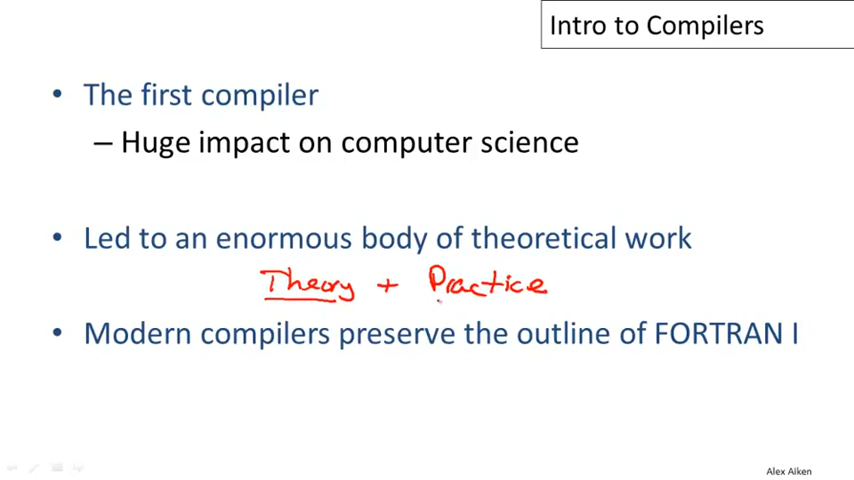 Intro to Compilers
• The first compiler
– Huge impact on computer science
• Led to an enormous body of theoretical work
Theory + Practice
• Modern compilers preserve the outline of FORTRAN I
Alex Aiken